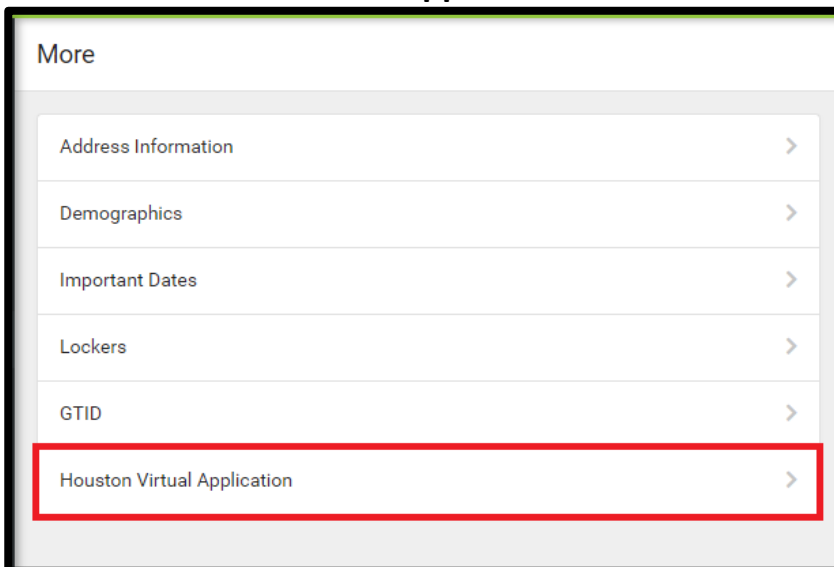 More
Address Information
Demographics
Important Dates
Lockers
GTID
Houston Virtual Application